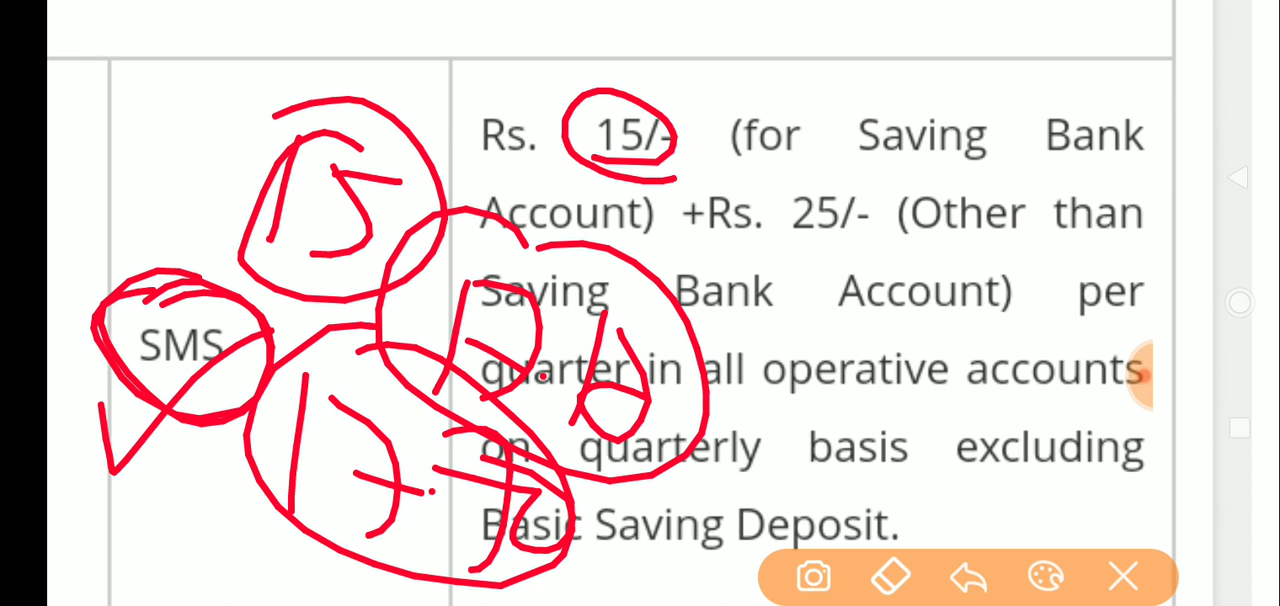 SMS
Rs. 15/- (for Saving Bank
Account) +Rs. 25/- (Other than
Saving Bank Account) per
quarter in all operative accounts
on quarterly basis excluding
Basic Saving Deposit.
15